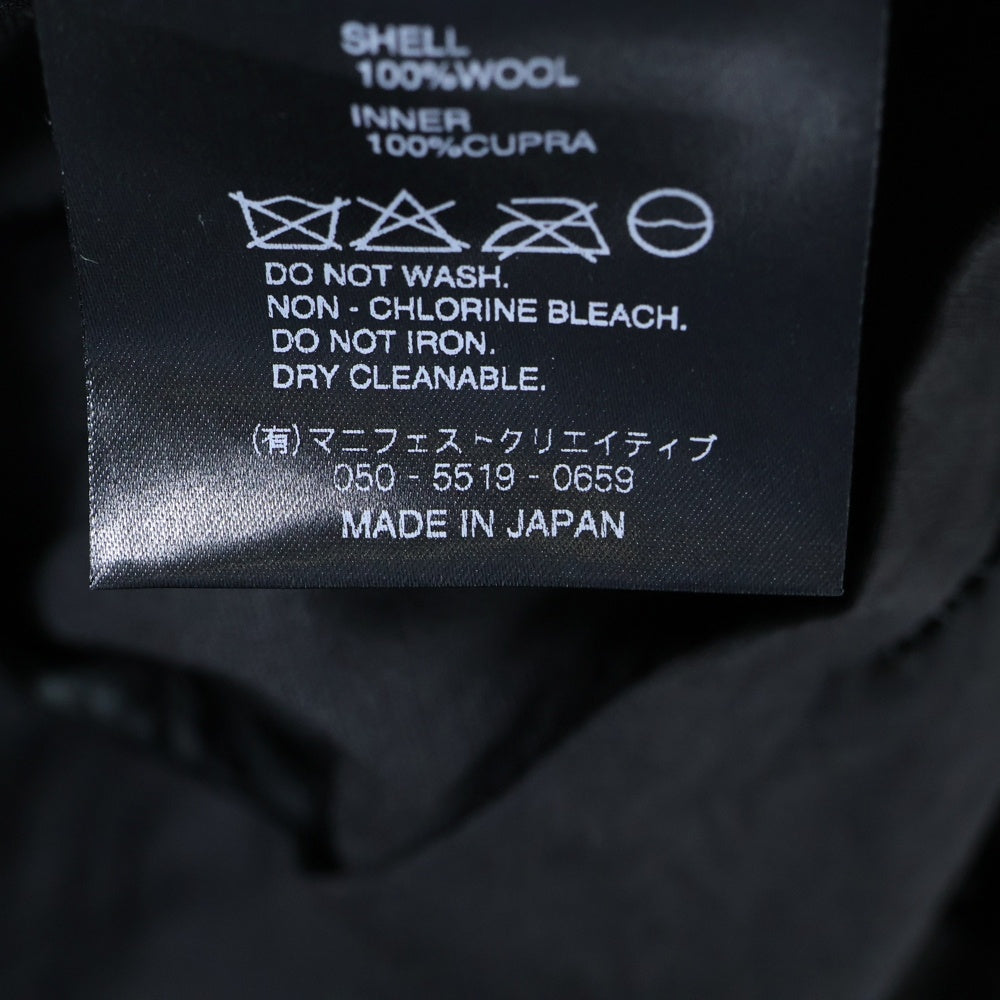 SHELL
100%WOOL
INNER
100%CUPRA
DO NOT WASH.
NON - CHLORINE BLEACH.
DO NOT IRON.
DRY CLEANABLE.
(有)マニフェストクリエイティブ
050 - 5519 - 0659
MADE IN JAPAN